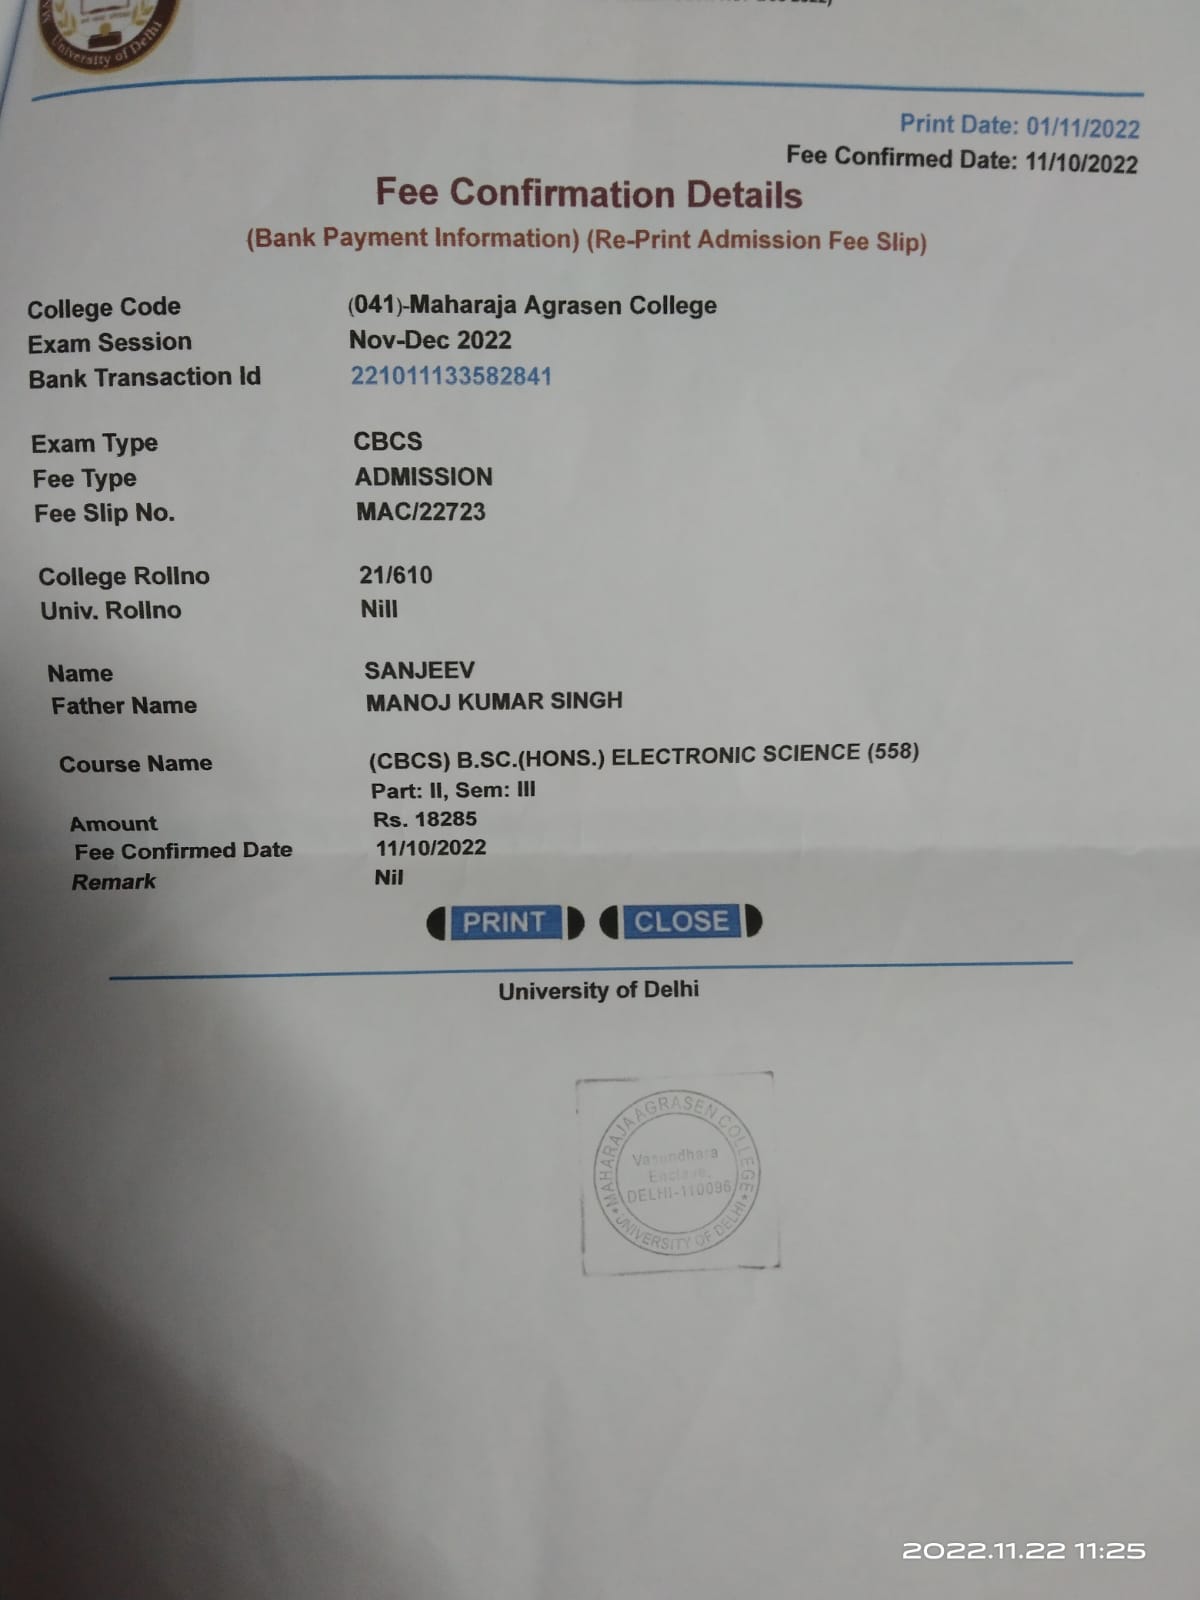 University of Delhi
Print Date: 01/11/2022
Fee Confirmed Date: 11/10/2022
Fee Confirmation Details
(Bank Payment Information) (Re-Print Admission Fee Slip)
College Code (041)-Maharaja Agrasen College
Exam Session Nov-Dec 2022
Bank Transaction Id 221011133582841
Exam Type CBCS
Fee Type ADMISSION
Fee Slip No. MAC/22723
College Rollno 21/610
Univ. Rollno Nill
Name SANJEEV
Father Name MANOJ KUMAR SINGH
Course Name (CBCS) B.SC.(HONS.) ELECTRONIC SCIENCE (558)
Part: II, Sem: III
Amount Rs. 18285
Fee Confirmed Date 11/10/2022
Remark Nil
PRINT CLOSE
University of Delhi
MAHARAJA AGRASEN COLLEGE
Vasundhara
Enclave,
DELHI-110096
UNIVERSITY OF DELHI
2022.11.22 11:25